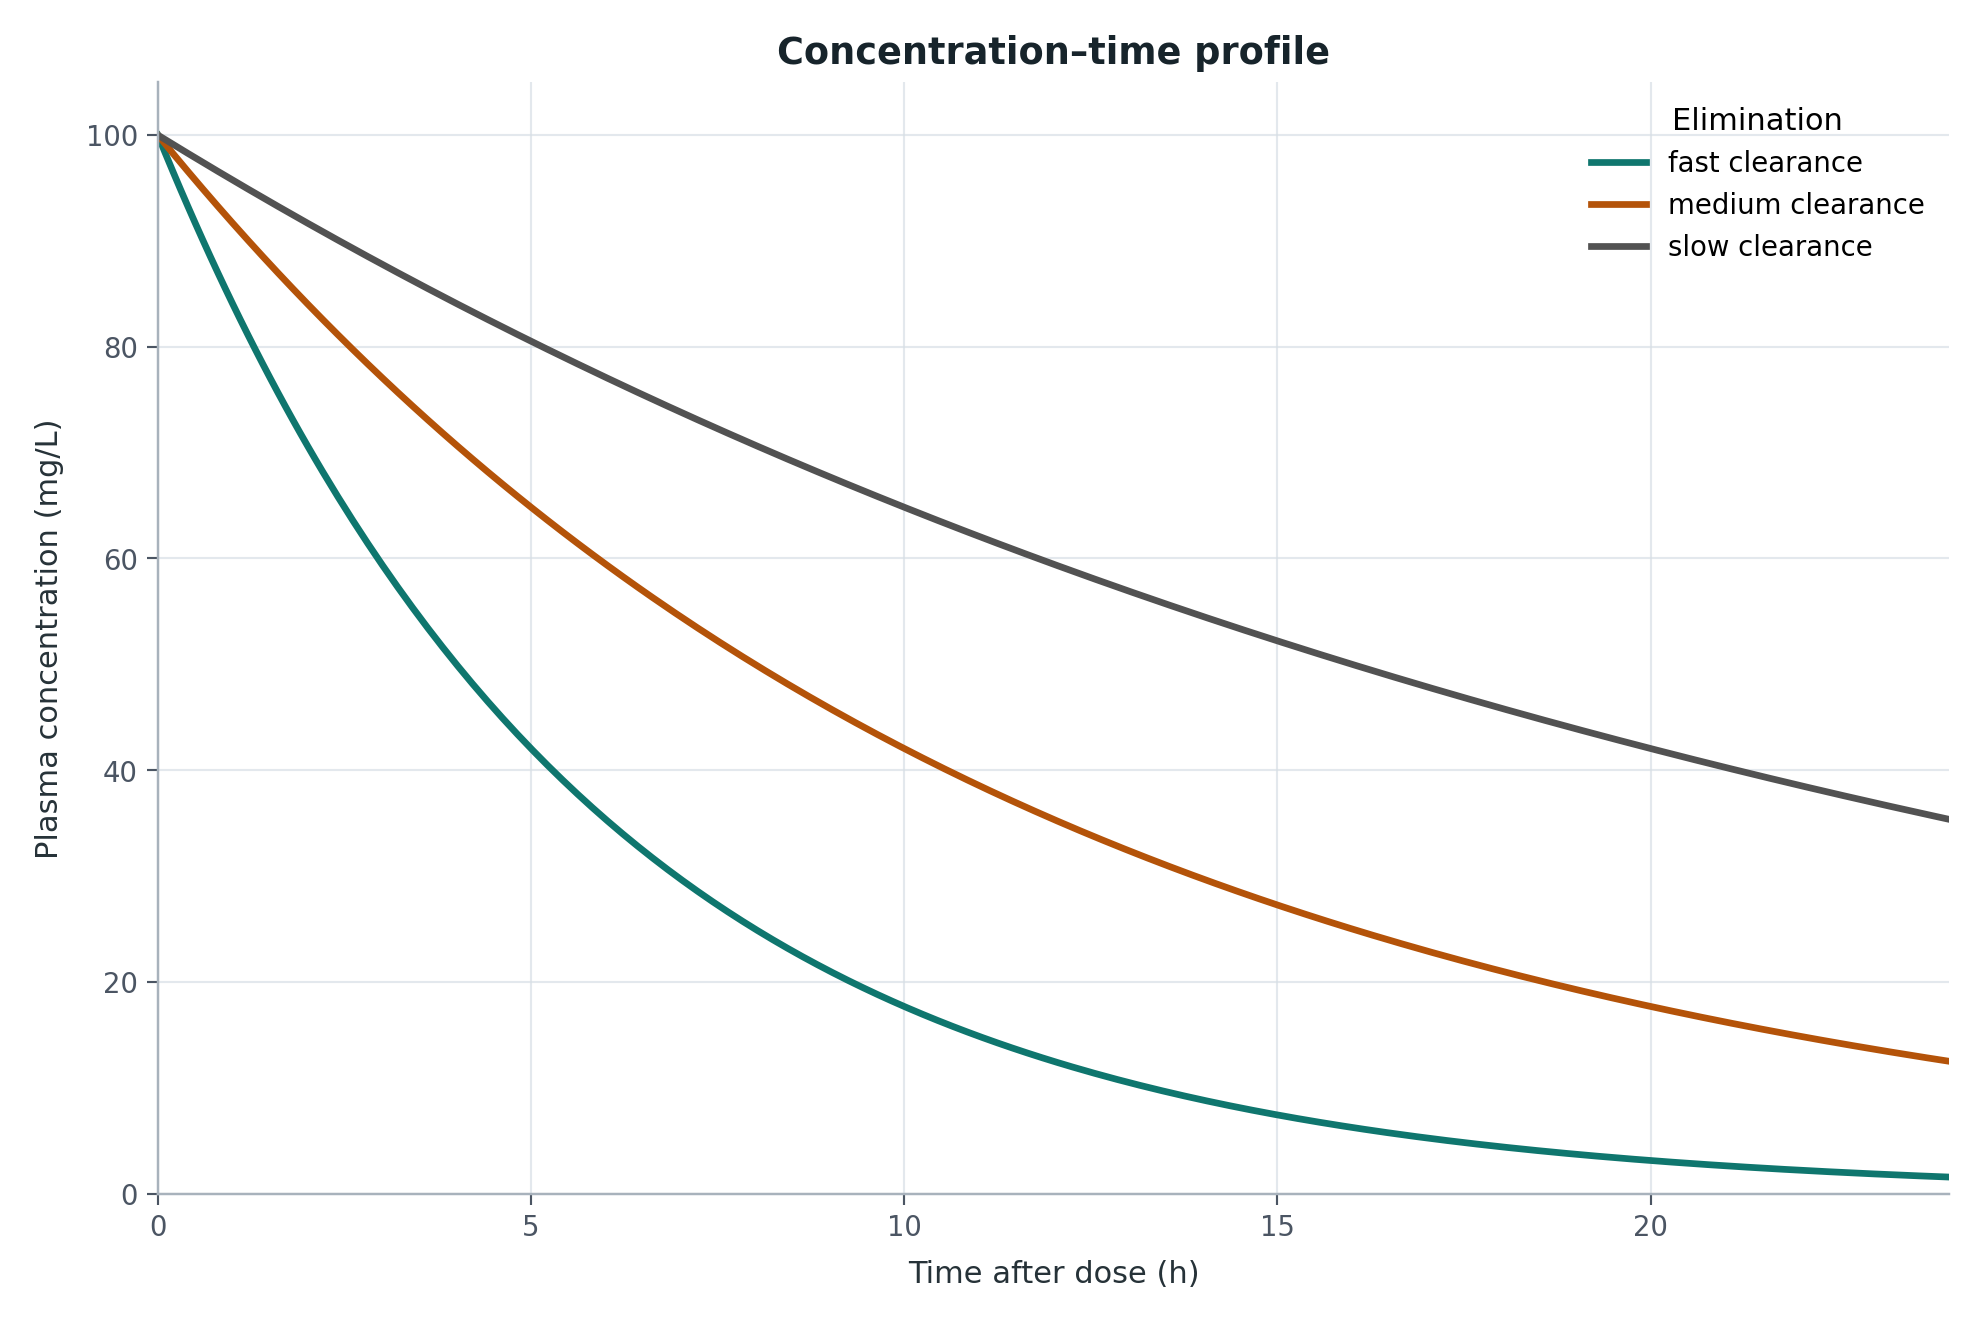 Concentration–time profile
Elimination
fast clearance
medium clearance
slow clearance
Plasma concentration (mg/L)
100
80
60
40
20
0
0 5 10 15 20
Time after dose (h)